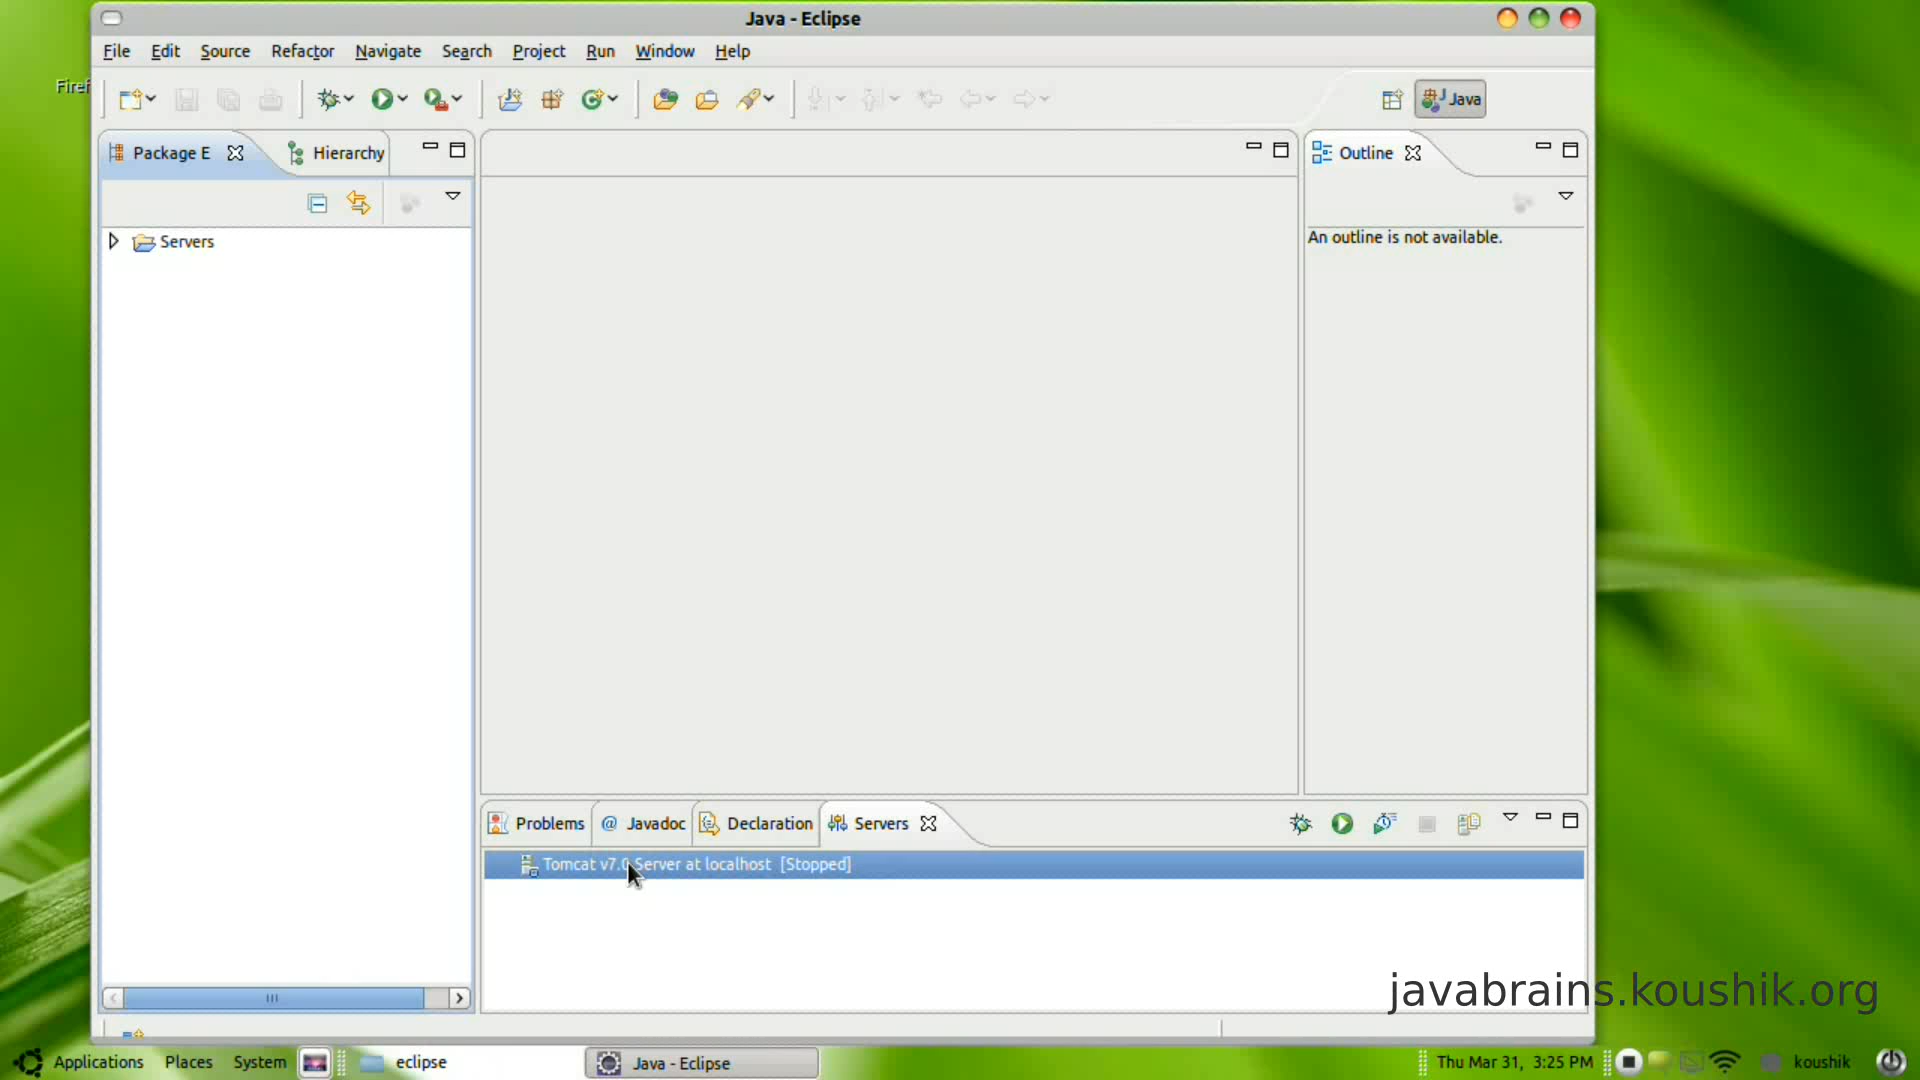 Java - Eclipse
File Edit Source Refactor Navigate Search Project Run Window Help
Java
Package E Hierarchy
Outline
Servers
An outline is not available.
Problems @ Javadoc Declaration Servers
Tomcat v7.0 Server at localhost [Stopped]
javabrains.koushik.org
Applications Places System eclipse Java - Eclipse Thu Mar 31, 3:25 PM koushik